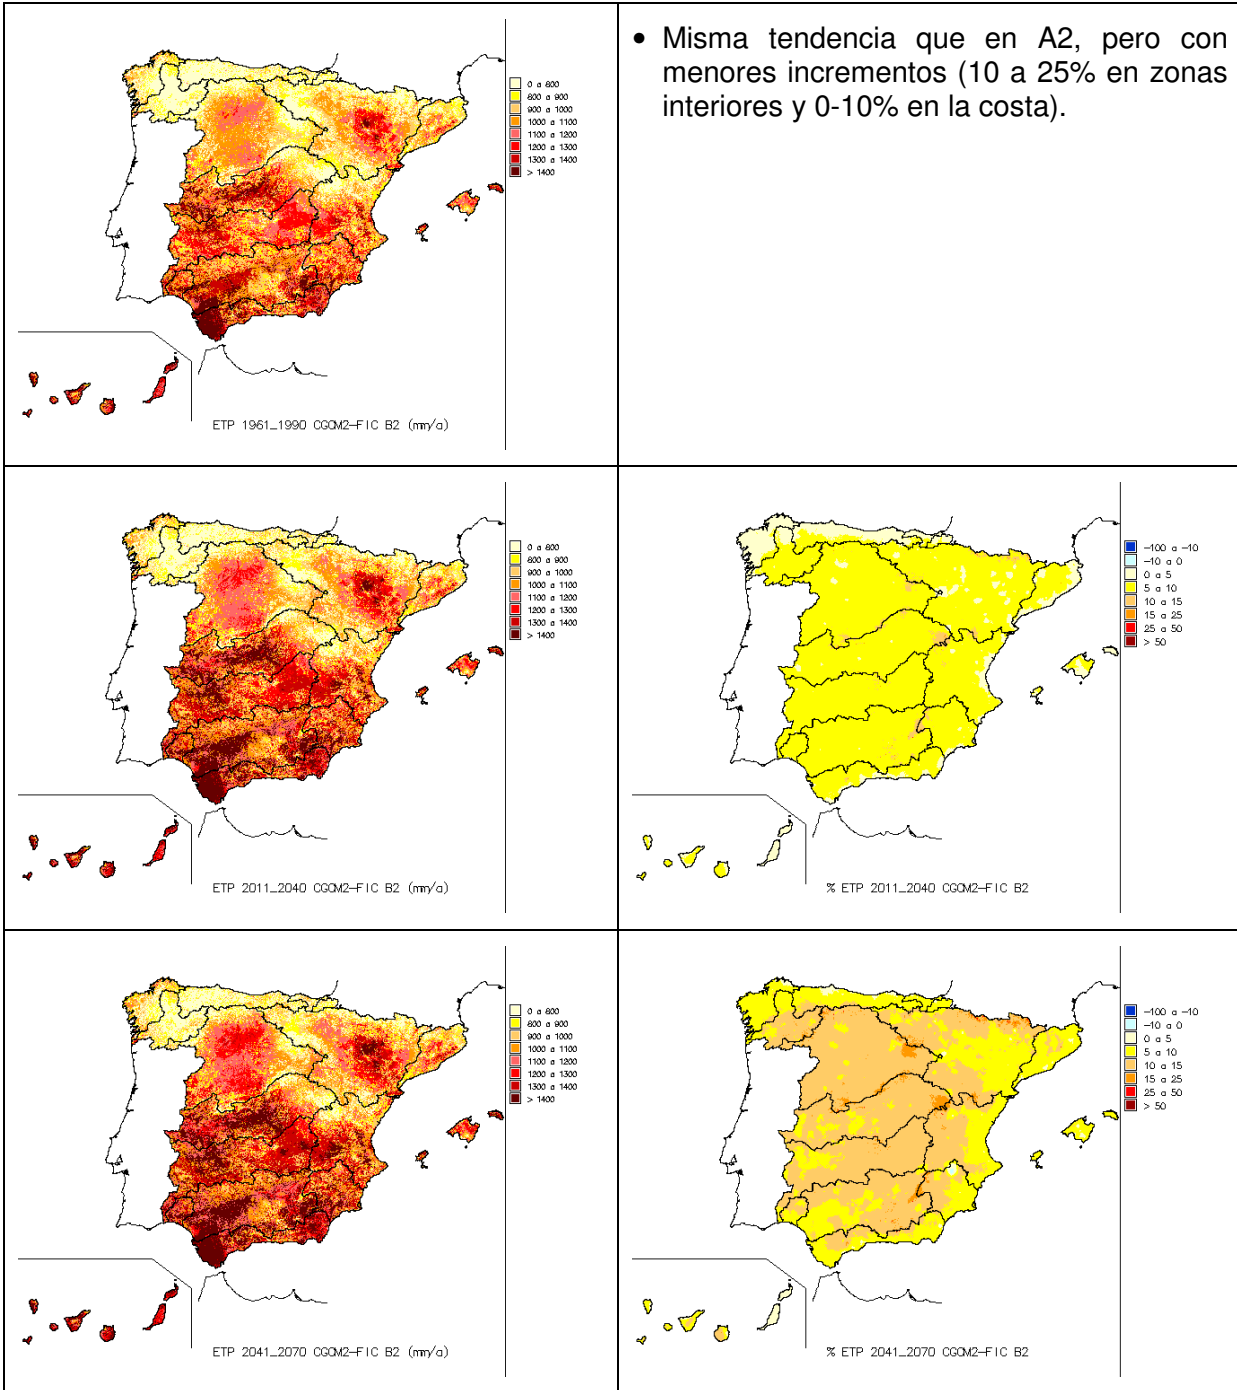 • Misma tendencia que en A2, pero con
menores incrementos (10 a 25% en zonas
interiores y 0-10% en la costa).
0 a 800
800 a 900
900 a 1000
1000 a 1100
1100 a 1200
1200 a 1300
1300 a 1400
> 1400
ETP 1961_1990 CGCM2-FIC B2 (mm/a)
0 a 800
800 a 900
900 a 1000
1000 a 1100
1100 a 1200
1200 a 1300
1300 a 1400
> 1400
ETP 2011_2040 CGCM2-FIC B2 (mm/a)
-100 a -10
-10 a 0
0 a 5
5 a 10
10 a 15
15 a 25
25 a 50
> 50
% ETP 2011_2040 CGCM2-FIC B2
0 a 800
800 a 900
900 a 1000
1000 a 1100
1100 a 1200
1200 a 1300
1300 a 1400
> 1400
ETP 2041_2070 CGCM2-FIC B2 (mm/a)
-100 a -10
-10 a 0
0 a 5
5 a 10
10 a 15
15 a 25
25 a 50
> 50
% ETP 2041_2070 CGCM2-FIC B2